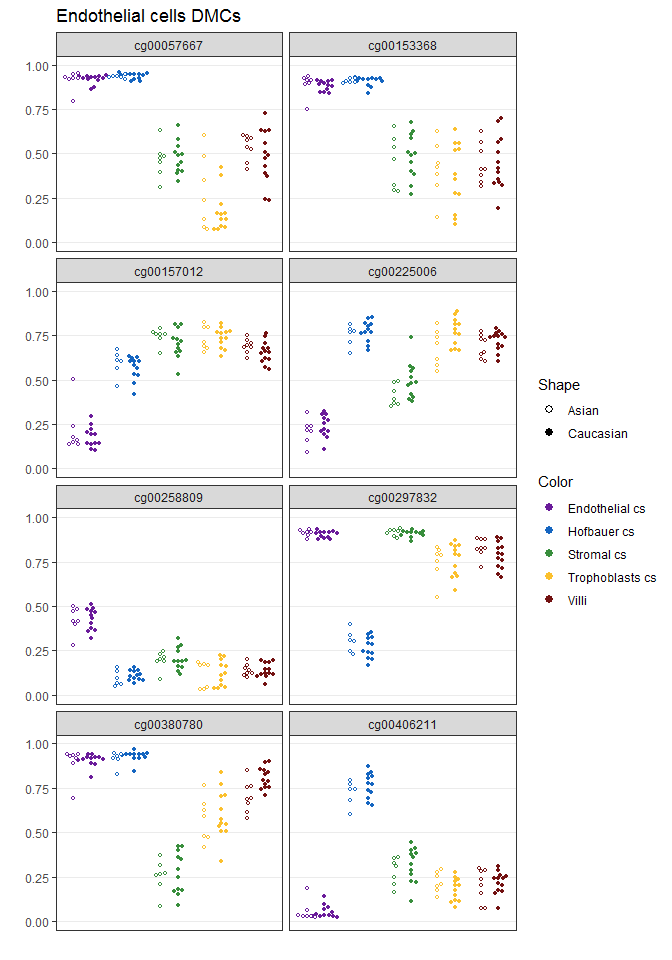 Endothelial cells DMCs
cg00057667
cg00153368
1.00
0.75
0.50
0.25
0.00
cg00157012
cg00225006
1.00
0.75
0.50
0.25
0.00
cg00258809
cg00297832
1.00
0.75
0.50
0.25
0.00
cg00380780
cg00406211
1.00
0.75
0.50
0.25
0.00
Shape
Asian
Caucasian
Color
Endothelial cs
Hofbauer cs
Stromal cs
Trophoblasts cs
Villi